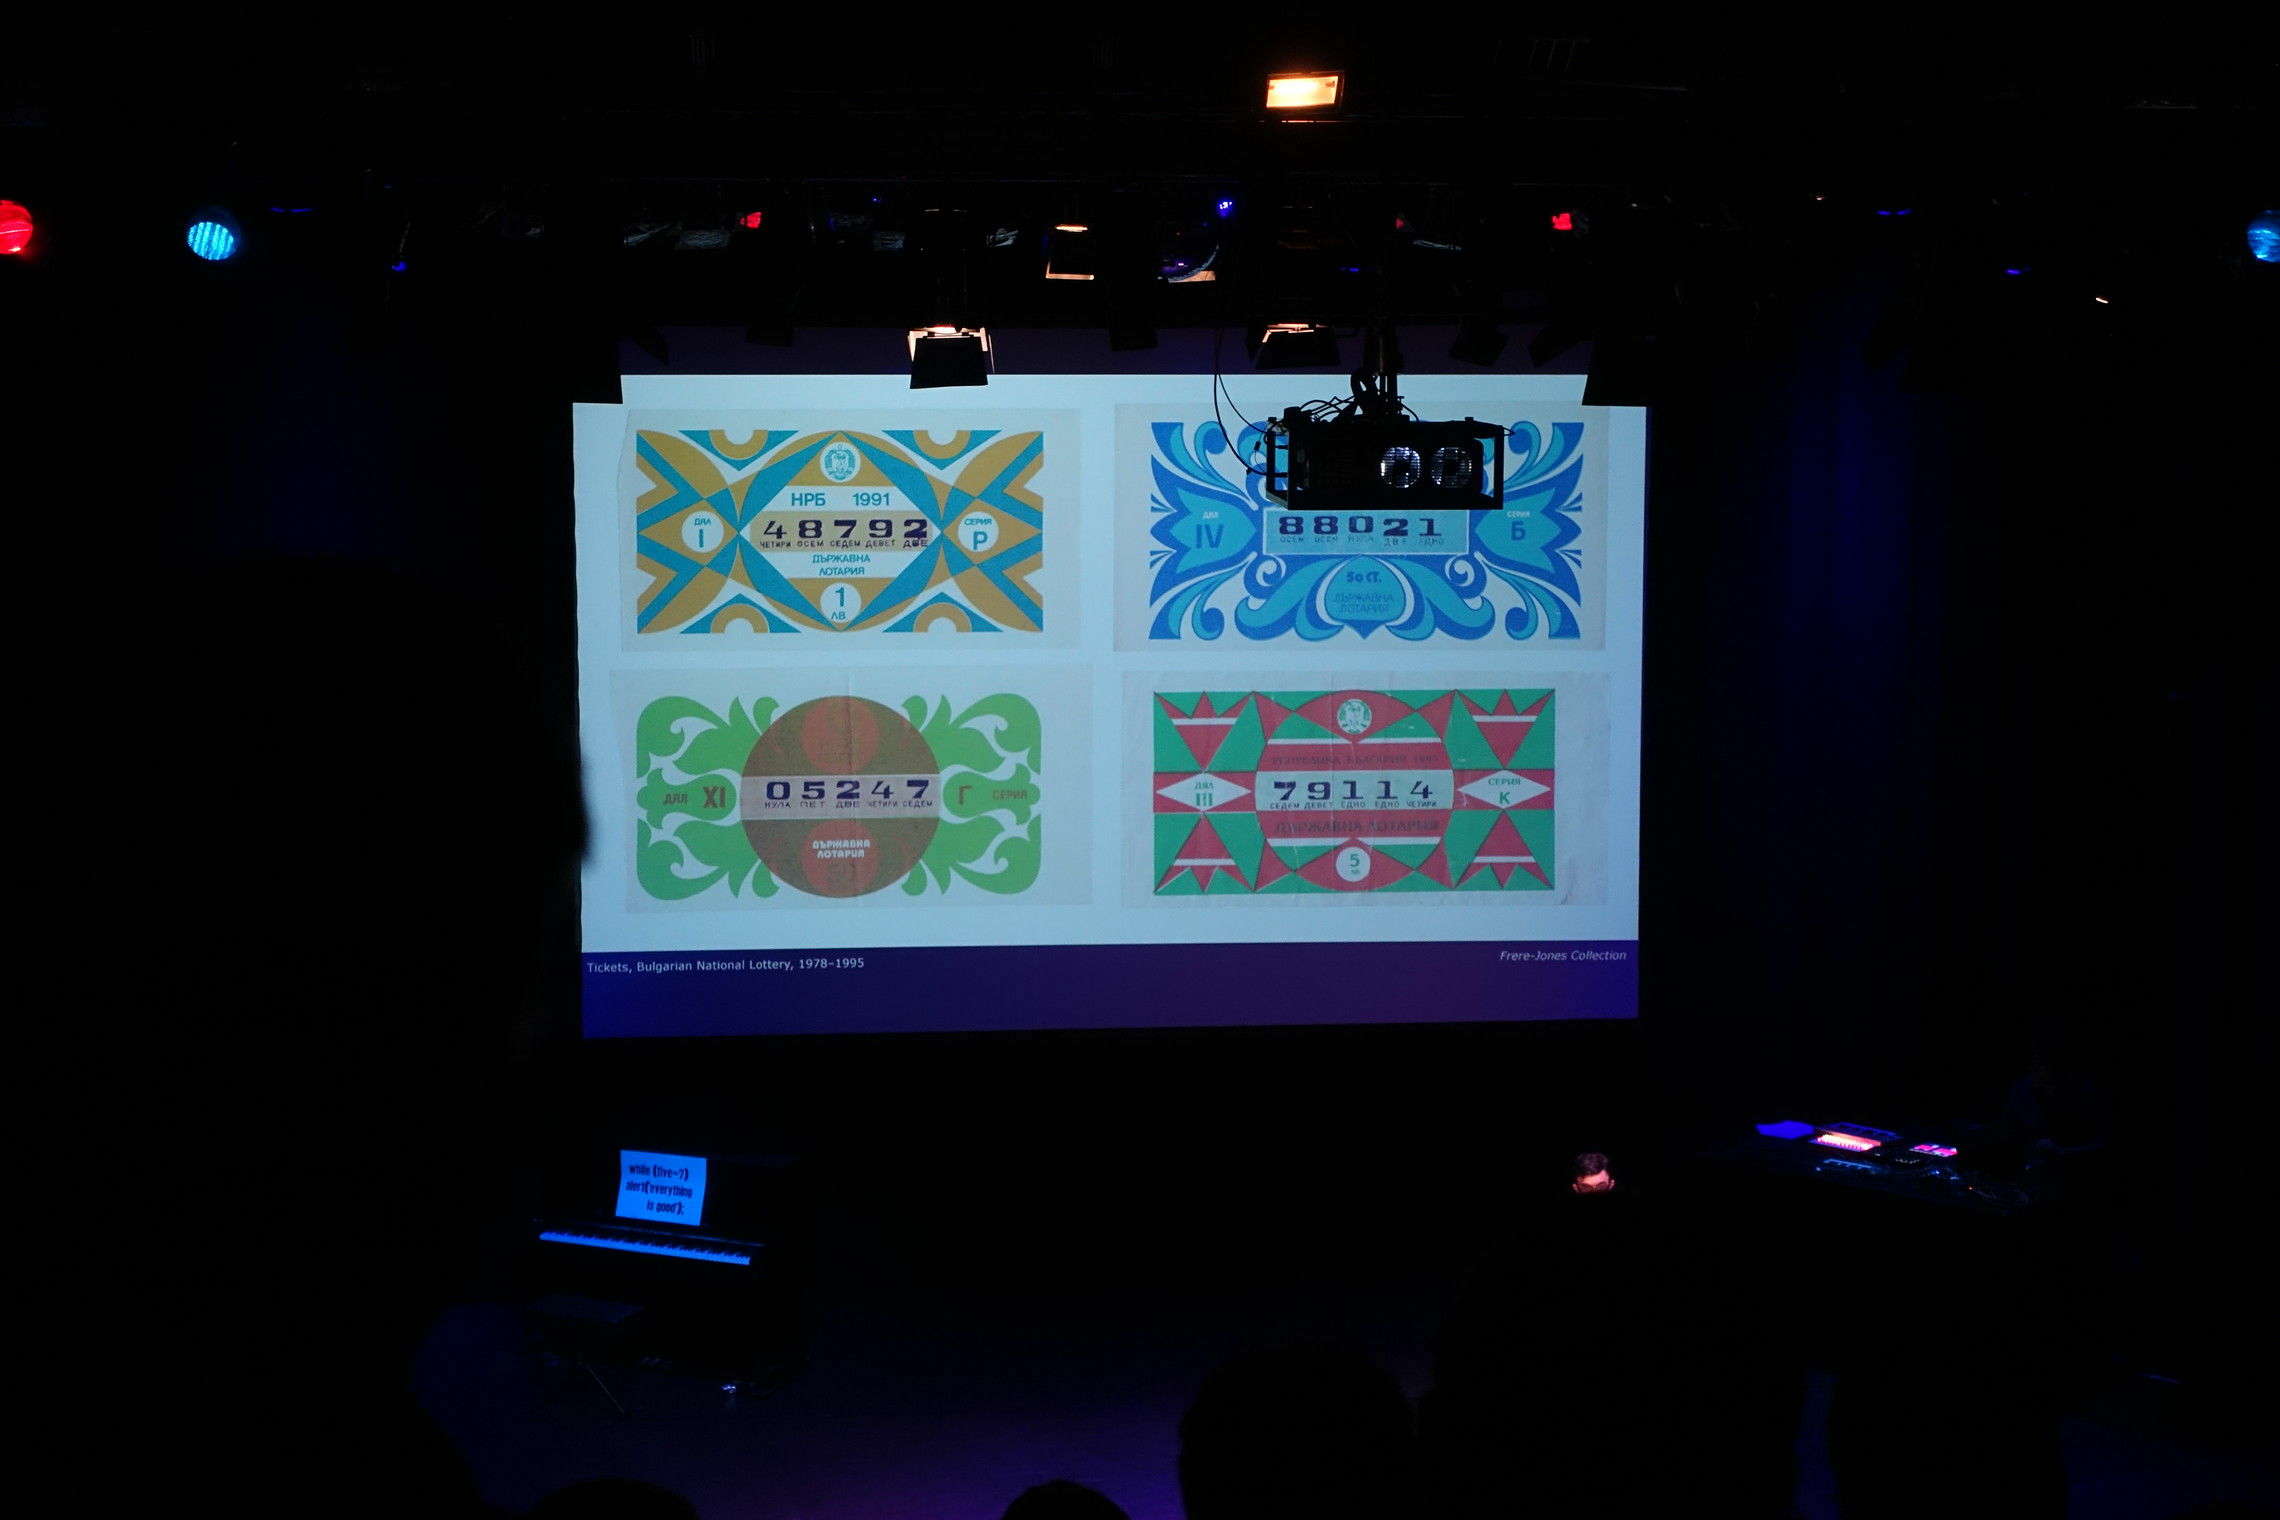 НРБ 1991
ДЯЛ
I
48792
ЧЕТИРИ ОСЕМ СЕДЕМ ДЕВЕТ ДВЕ
СЕРИЯ
Р
ДЪРЖАВНА
ЛОТАРИЯ
1
ЛВ
ДЯЛ
IV
88021
ОСЕМ ОСЕМ НУЛА ДВЕ ЕДНО
СЕРИЯ
Б
50 СТ.
ДЪРЖАВНА
ЛОТАРИЯ
ДЯЛ XI
05247
НУЛА ПЕТ ДВЕ ЧЕТИРИ СЕДЕМ
Г СЕРИЯ
ДЪРЖАВНА
ЛОТАРИЯ
РЕПУБЛИКА БЪЛГАРИЯ 1995
ДЯЛ
III
79114
СЕДЕМ ДЕВЕТ ЕДНО ЕДНО ЧЕТИРИ
СЕРИЯ
К
ДЪРЖАВНА ЛОТАРИЯ
5
Tickets, Bulgarian National Lottery, 1978–1995
Frere-Jones Collection
while (five=?)
alert('everything
is good');